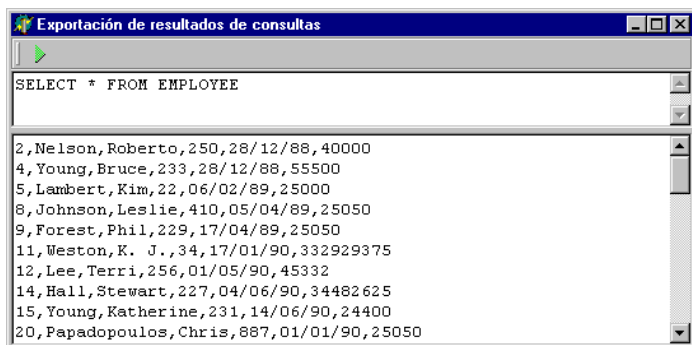 Exportación de resultados de consultas
SELECT * FROM EMPLOYEE
2,Nelson,Roberto,250,28/12/88,40000
4,Young,Bruce,233,28/12/88,55500
5,Lambert,Kim,22,06/02/89,25000
8,Johnson,Leslie,410,05/04/89,25050
9,Forest,Phil,229,17/04/89,25050
11,Weston,K. J.,34,17/01/90,332929375
12,Lee,Terri,256,01/05/90,45332
14,Hall,Stewart,227,04/06/90,34482625
15,Young,Katherine,231,14/06/90,24400
20,Papadopoulos,Chris,887,01/01/90,25050